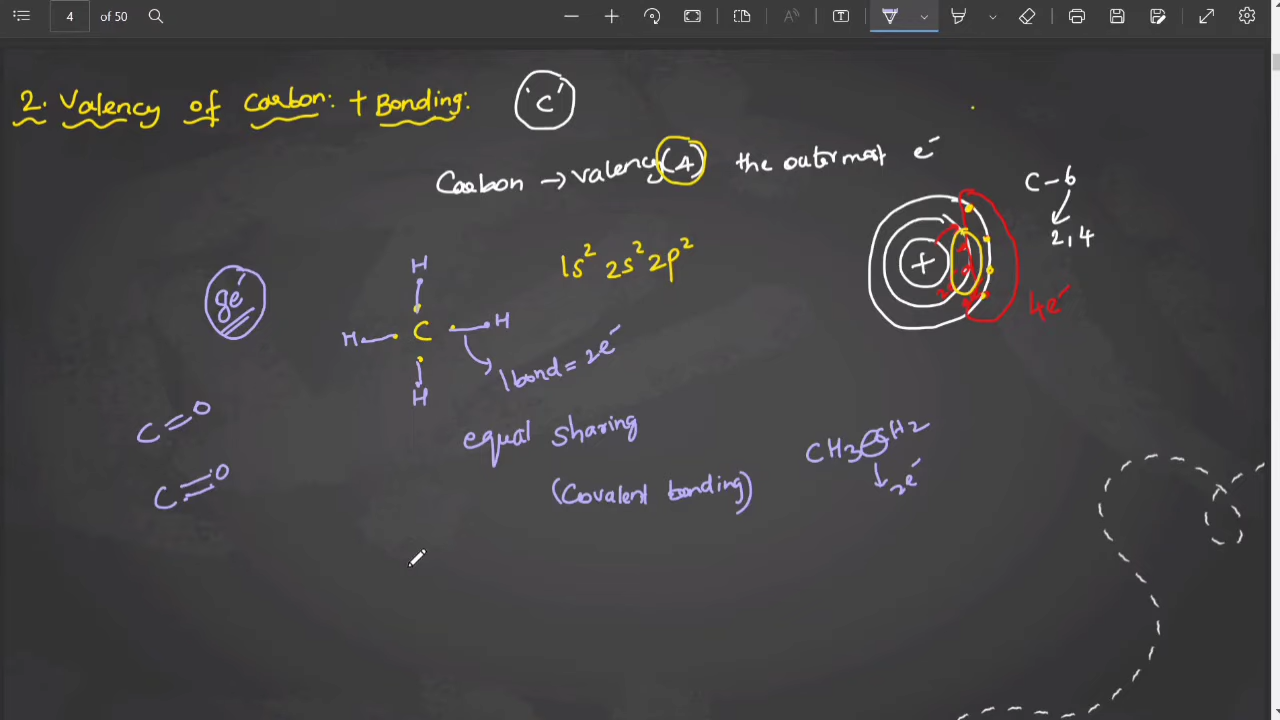 4 of 50
2. Valency of Carbon: + Bonding: 'C'
Carbon → valency (4) the outermost e⁻
C - 6
2, 4
1s² 2s² 2p²
4e⁻
8e⁻
H
H C H
H
1 bond = 2e⁻
C = O
equal sharing
CH3 CH2
2e⁻
C = O
(Covalent bonding)